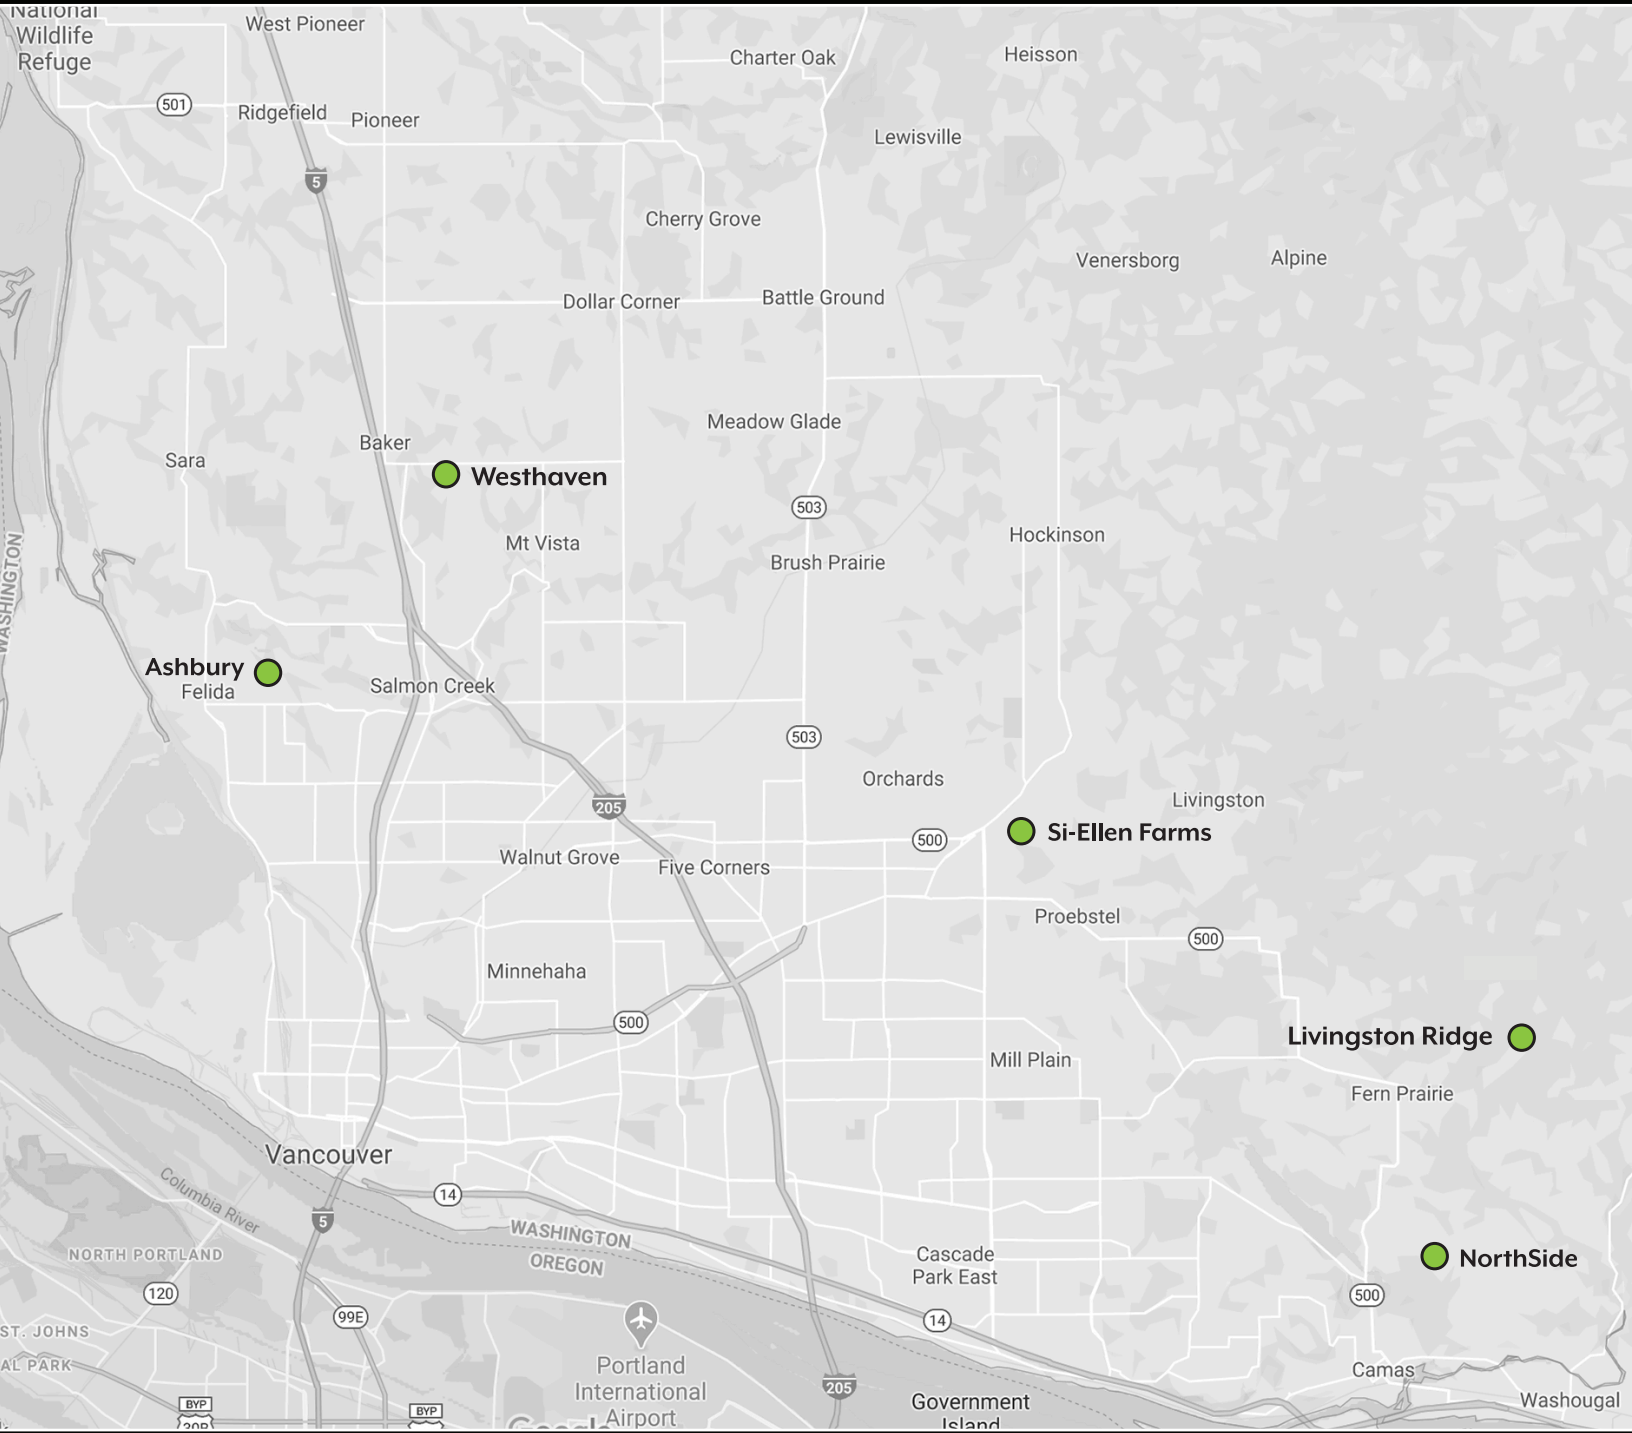 National
Wildlife
Refuge
West Pioneer
Charter Oak
Heisson
501
Ridgefield
Pioneer
Lewisville
5
Cherry Grove
Venersborg
Alpine
Dollar Corner
Battle Ground
Meadow Glade
Baker
Sara
Westhaven
503
Mt Vista
Hockinson
Brush Prairie
WASHINGTON
Ashbury
Felida
Salmon Creek
503
Orchards
Livingston
205
Si-Ellen Farms
500
Walnut Grove
Five Corners
Proebstel
500
Minnehaha
500
Livingston Ridge
Mill Plain
Fern Prairie
Vancouver
Columbia River
14
5
WASHINGTON
OREGON
NORTH PORTLAND
Cascade
Park East
NorthSide
120
500
99E
14
ST. JOHNS
AL PARK
Portland
International
Airport
Camas
205
Government
Island
Washougal
BYP
BYP
Google